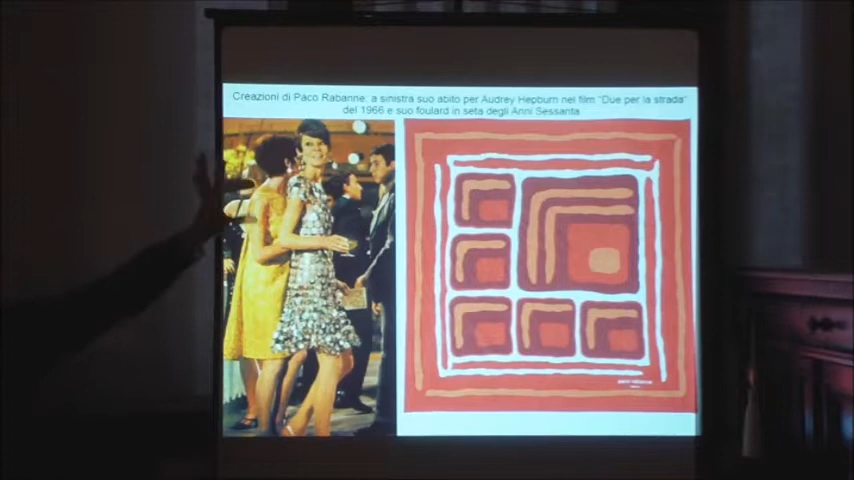 Creazioni di Paco Rabanne: a sinistra suo abito per Audrey Hepburn nel film "Due per la strada"
del 1966 e suo foulard in seta degli Anni Sessanta